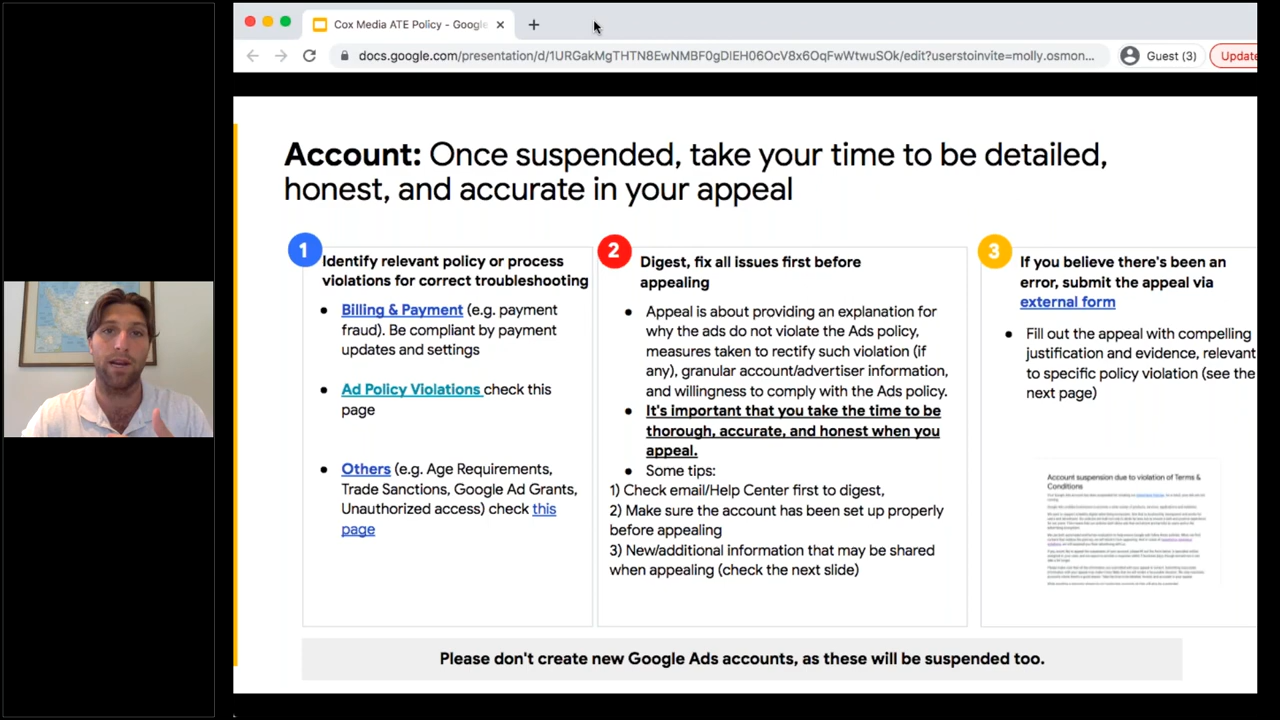 Cox Media ATE Policy - Google
docs.google.com/presentation/d/1URGakMgTHTN8EwNMBF0gDIEH06OcV8x6OqFwWtwuSOk/edit?userstoinvite=molly.osmon...
Guest (3)
Update
Account: Once suspended, take your time to be detailed,
honest, and accurate in your appeal
1
Identify relevant policy or process
violations for correct troubleshooting
Billing & Payment (e.g. payment
fraud). Be compliant by payment
updates and settings
Ad Policy Violations check this
page
Others (e.g. Age Requirements,
Trade Sanctions, Google Ad Grants,
Unauthorized access) check this
page
2
Digest, fix all issues first before
appealing
Appeal is about providing an explanation for
why the ads do not violate the Ads policy,
measures taken to rectify such violation (if
any), granular account/advertiser information,
and willingness to comply with the Ads policy.
It's important that you take the time to be
thorough, accurate, and honest when you
appeal.
Some tips:
1) Check email/Help Center first to digest,
2) Make sure the account has been set up properly
before appealing
3) New/additional information that may be shared
when appealing (check the next slide)
3
If you believe there's been an
error, submit the appeal via
external form
Fill out the appeal with compelling
justification and evidence, relevant
to specific policy violation (see the
next page)
Account suspension due to violation of Terms &
Conditions
Please don't create new Google Ads accounts, as these will be suspended too.